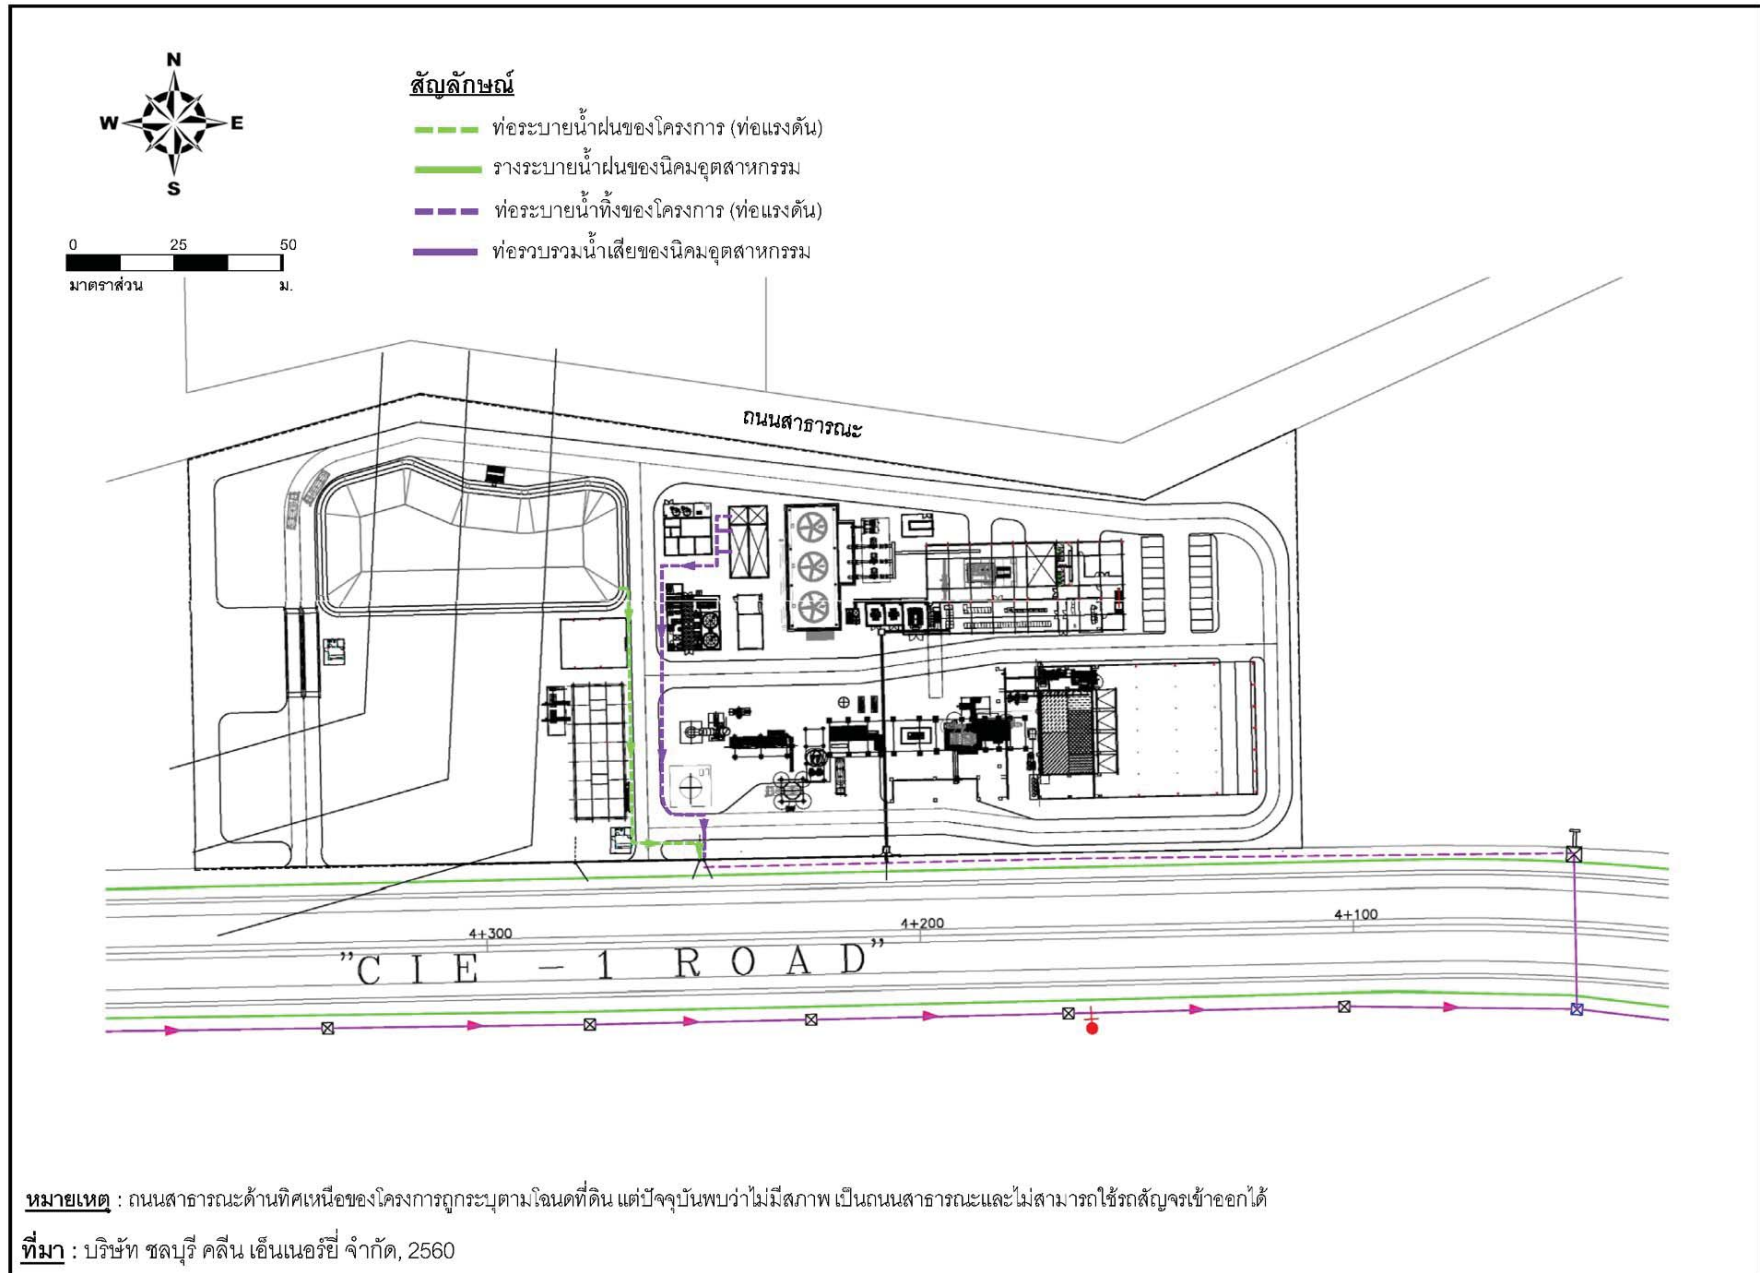 N
W E
S
สัญลักษณ์
ท่อระบายน้ำฝนของโครงการ (ท่อแรงดัน)
รางระบายน้ำฝนของนิคมอุตสาหกรรม
ท่อระบายน้ำทิ้งของโครงการ (ท่อแรงดัน)
ท่อรวบรวมน้ำเสียของนิคมอุตสาหกรรม
0 25 50
มาตราส่วน ม.
ถนนสาธารณะ
4+300 4+200 4+100
"CIE - 1 ROAD"
หมายเหตุ : ถนนสาธารณะด้านทิศเหนือของโครงการถูกระบุตามโฉนดที่ดิน แต่ปัจจุบันพบว่าไม่มีสภาพ เป็นถนนสาธารณะและไม่สามารถใช้รถสัญจรเข้าออกได้
ที่มา : บริษัท ชลบุรี คลีน เอ็นเนอร์ยี่ จำกัด, 2560